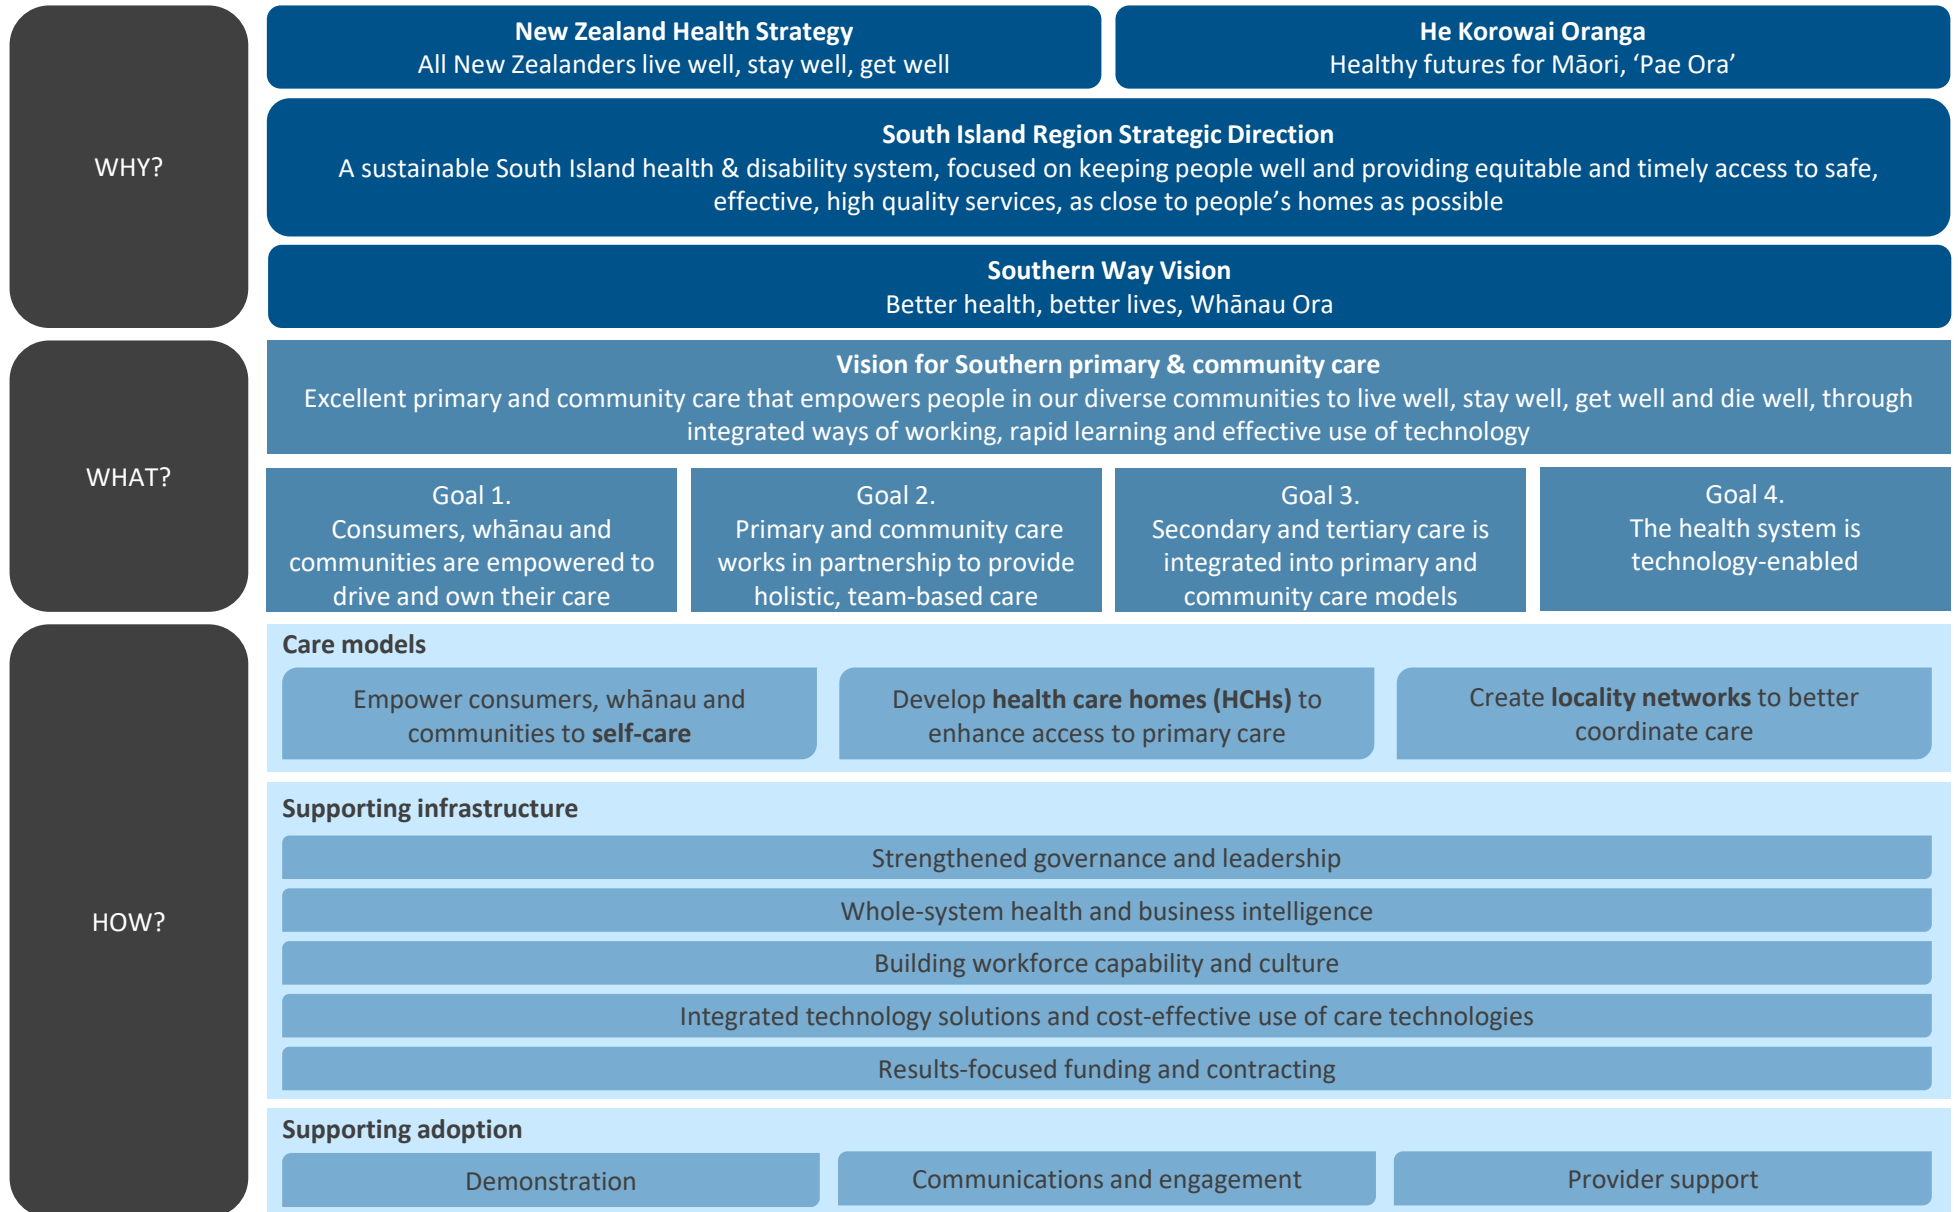 WHY?
New Zealand Health Strategy
All New Zealanders live well, stay well, get well
He Korowai Oranga
Healthy futures for Māori, ‘Pae Ora’
South Island Region Strategic Direction
A sustainable South Island health & disability system, focused on keeping people well and providing equitable and timely access to safe,
effective, high quality services, as close to people’s homes as possible
Southern Way Vision
Better health, better lives, Whānau Ora
WHAT?
Vision for Southern primary & community care
Excellent primary and community care that empowers people in our diverse communities to live well, stay well, get well and die well, through
integrated ways of working, rapid learning and effective use of technology
Goal 1.
Consumers, whānau and
communities are empowered to
drive and own their care
Goal 2.
Primary and community care
works in partnership to provide
holistic, team-based care
Goal 3.
Secondary and tertiary care is
integrated into primary and
community care models
Goal 4.
The health system is
technology-enabled
HOW?
Care models
Empower consumers, whānau and
communities to self-care
Develop health care homes (HCHs) to
enhance access to primary care
Create locality networks to better
coordinate care
Supporting infrastructure
Strengthened governance and leadership
Whole-system health and business intelligence
Building workforce capability and culture
Integrated technology solutions and cost-effective use of care technologies
Results-focused funding and contracting
Supporting adoption
Demonstration
Communications and engagement
Provider support